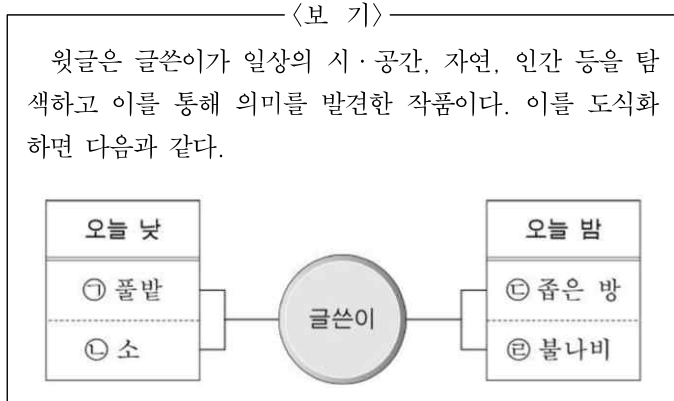 〈보 기〉
윗글은 글쓴이가 일상의 시·공간, 자연, 인간 등을 탐
색하고 이를 통해 의미를 발견한 작품이다. 이를 도식화
하면 다음과 같다.
오늘 낮
㉠ 풀밭
㉡ 소
글쓴이
오늘 밤
㉢ 좁은 방
㉣ 불나비